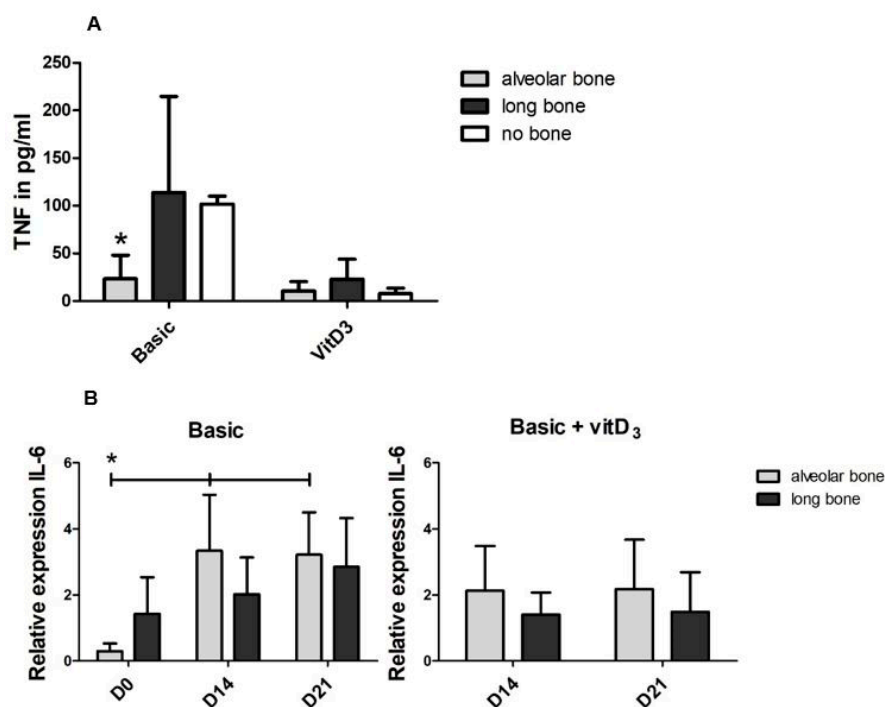 A
TNF in pg/ml
250
200
150
100
50
0
*
Basic
VitD3
alveolar bone
long bone
no bone
B
Basic
Relative expression IL-6
6
4
2
0
*
D0
D14
D21
Basic + vitD₃
Relative expression IL-6
6
4
2
0
D14
D21
alveolar bone
long bone